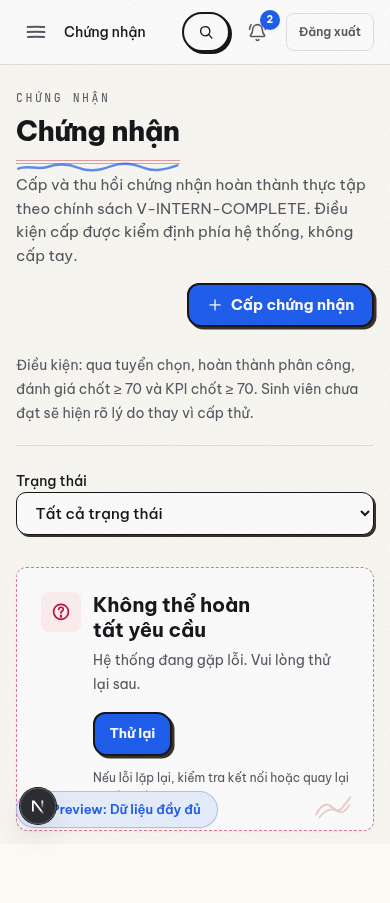 Chứng nhận
2
Đăng xuất
CHỨNG NHẬN
Chứng nhận
Cấp và thu hồi chứng nhận hoàn thành thực tập
theo chính sách V-INTERN-COMPLETE. Điều
kiện cấp được kiểm định phía hệ thống, không
cấp tay.
Cấp chứng nhận
Điều kiện: qua tuyển chọn, hoàn thành phân công,
đánh giá chốt ≥ 70 và KPI chốt ≥ 70. Sinh viên chưa
đạt sẽ hiện rõ lý do thay vì cấp thử.
Trạng thái
Tất cả trạng thái
Không thể hoàn
tất yêu cầu
Hệ thống đang gặp lỗi. Vui lòng thử
lại sau.
Thử lại
Nếu lỗi lặp lại, kiểm tra kết nối hoặc quay lại
N
Preview: Dữ liệu đầy đủ